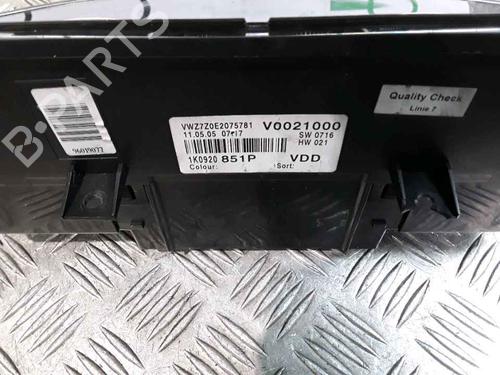 VWZ7Z0E2075781 V0021000
11.05.05 07:17 SW 0716
HW 021
1K0920 851P VDD
Colour: Sort:
Quality Check
Linie 7
B-PARTS